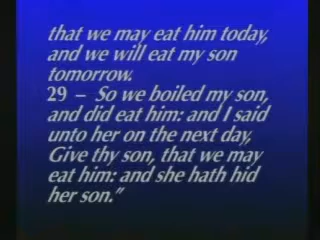 that we may eat him today,
and we will eat my son
tomorrow.
29 – So we boiled my son,
and did eat him: and I said
unto her on the next day,
Give thy son, that we may
eat him: and she hath hid
her son."